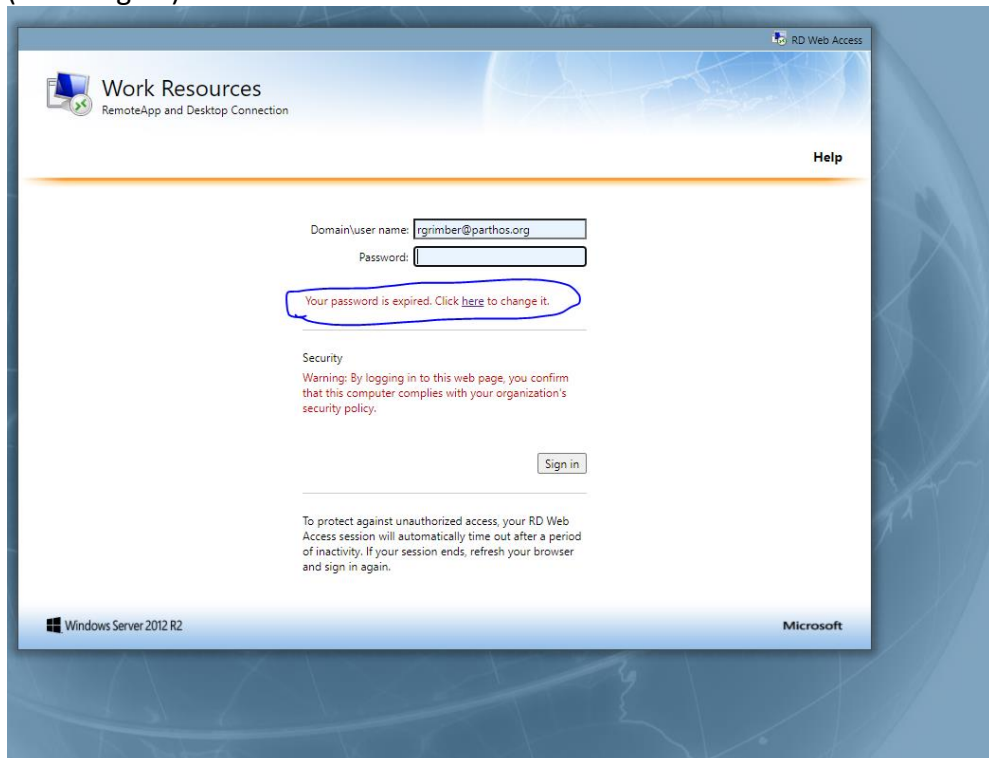 RD Web Access
Work Resources
RemoteApp and Desktop Connection
Help
Domain\user name: rgrimber@parthos.org
Password:
Your password is expired. Click here to change it.
Security
Warning: By logging in to this web page, you confirm
that this computer complies with your organization's
security policy.
Sign in
To protect against unauthorized access, your RD Web
Access session will automatically time out after a period
of inactivity. If your session ends, refresh your browser
and sign in again.
Windows Server 2012 R2
Microsoft